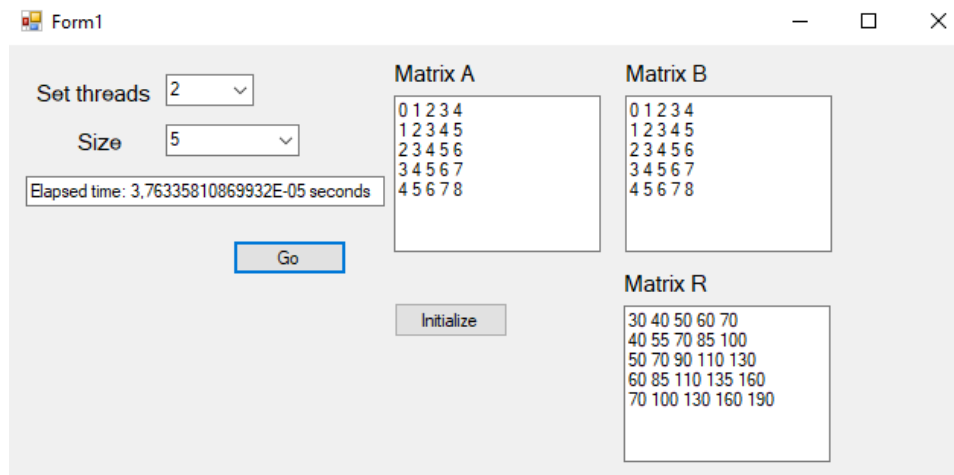 Form1
Set threads 2
Size 5
Elapsed time: 3,76335810869932E-05 seconds
Go
Matrix A
0 1 2 3 4
1 2 3 4 5
2 3 4 5 6
3 4 5 6 7
4 5 6 7 8
Matrix B
0 1 2 3 4
1 2 3 4 5
2 3 4 5 6
3 4 5 6 7
4 5 6 7 8
Initialize
Matrix R
30 40 50 60 70
40 55 70 85 100
50 70 90 110 130
60 85 110 135 160
70 100 130 160 190